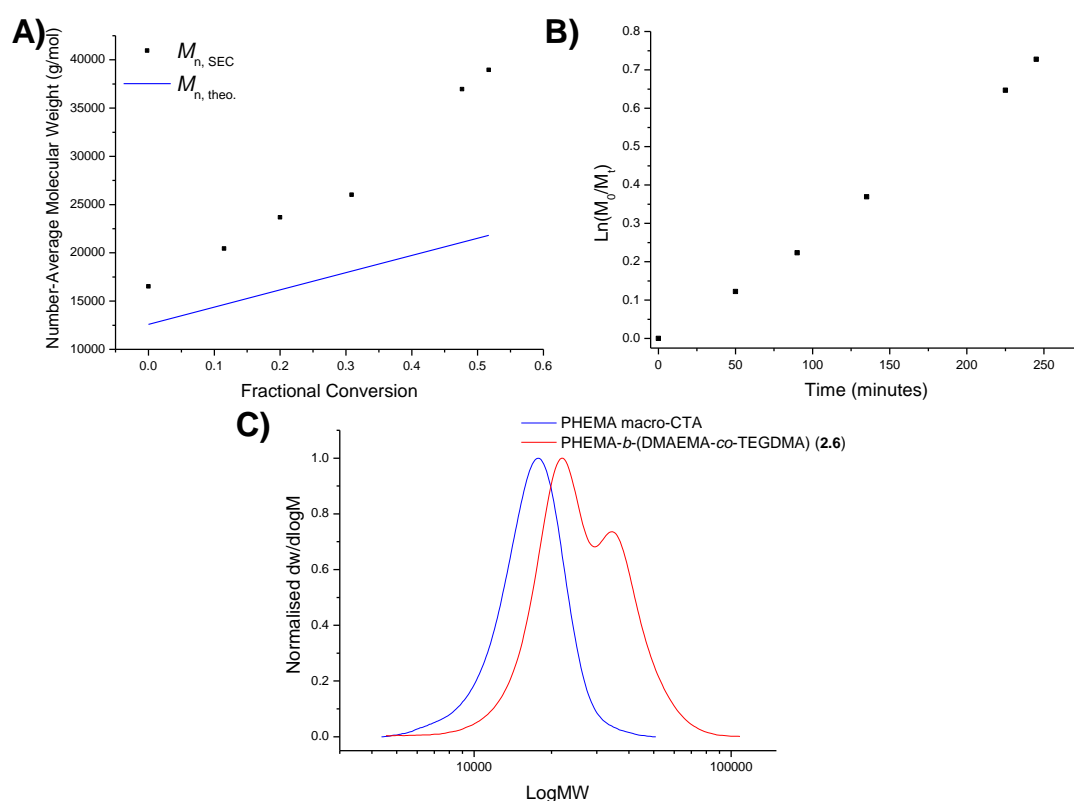 A)
M n, SEC
M n, theo.
Number-Average Molecular Weight (g/mol)
40000
35000
30000
25000
20000
15000
10000
0.0 0.1 0.2 0.3 0.4 0.5 0.6
Fractional Conversion
B)
Ln(M0/Mt)
0.8
0.7
0.6
0.5
0.4
0.3
0.2
0.1
0.0
0 50 100 150 200 250
Time (minutes)
C)
PHEMA macro-CTA
PHEMA-b-(DMAEMA-co-TEGDMA) (2.6)
Normalised dw/dlogM
1.0
0.8
0.6
0.4
0.2
0.0
10000 100000
LogMW